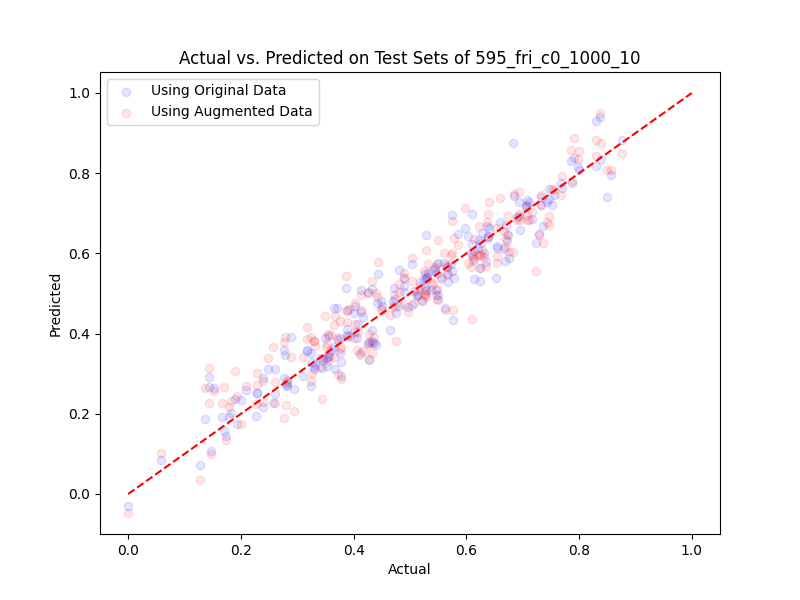 Actual vs. Predicted on Test Sets of 595_fri_c0_1000_10
Using Original Data
Using Augmented Data
1.0
0.8
0.6
0.4
0.2
0.0
Predicted
0.0 0.2 0.4 0.6 0.8 1.0
Actual